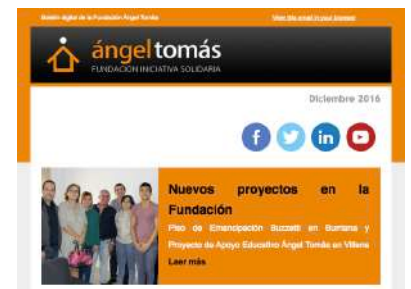 Boletín digital de la Fundación Ángel Tomás
View this email in your browser
ángel tomás
FUNDACIÓN INICIATIVA SOLIDARIA
Diciembre 2016
Nuevos proyectos en la
Fundación
Piso de Emancipación Buzzetti en Burriana y
Proyecto de Apoyo Educativo Ángel Tomás en Villena
Leer más